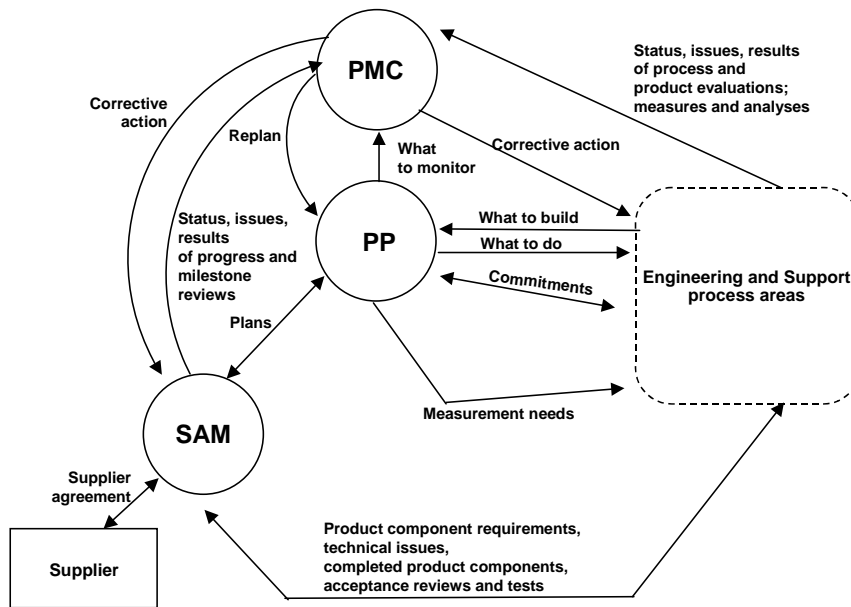 PMC
Status, issues, results
of process and
product evaluations;
measures and analyses
Corrective
action
Replan
What
to monitor
Corrective action
Status, issues,
results
of progress and
milestone
reviews
PP
What to build
What to do
Commitments
Engineering and Support
process areas
Plans
Measurement needs
SAM
Supplier
agreement
Supplier
Product component requirements,
technical issues,
completed product components,
acceptance reviews and tests